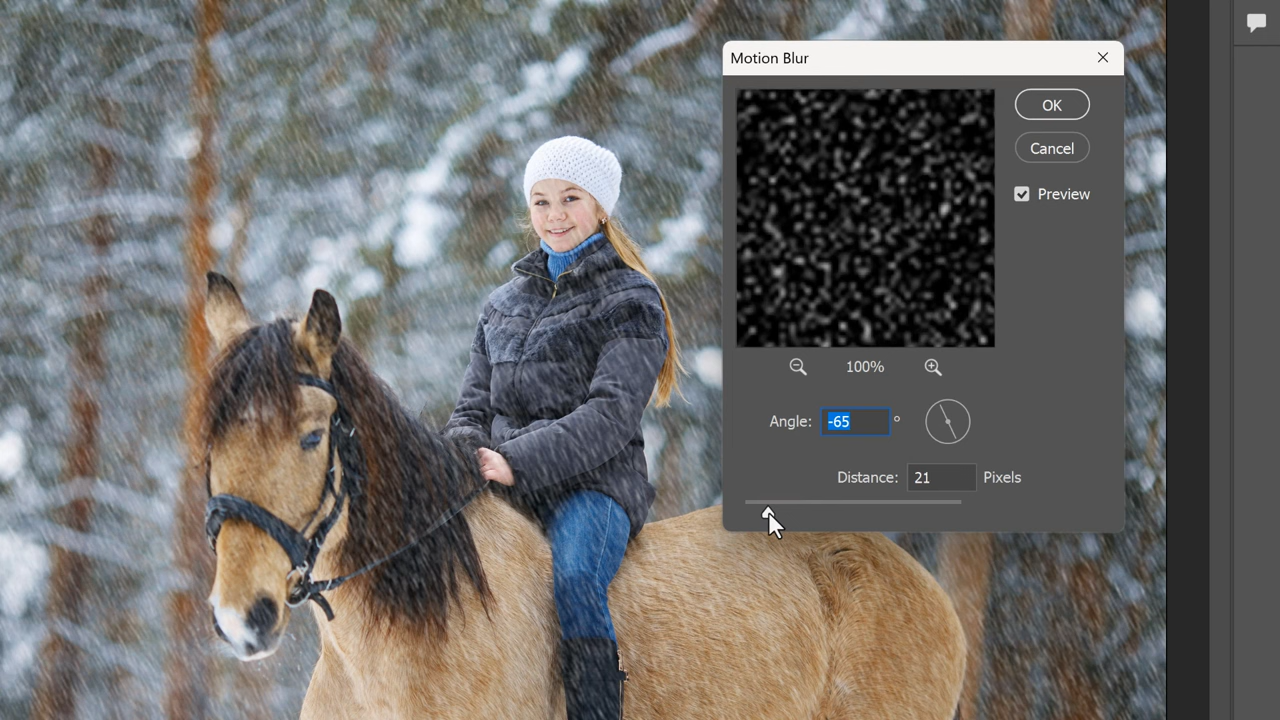 Motion Blur
OK
Cancel
Preview
100%
Angle: -65 °
Distance: 21 Pixels